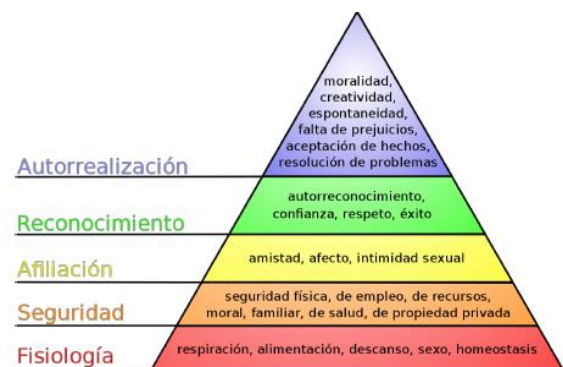 moralidad,
creatividad,
espontaneidad,
falta de prejuicios,
aceptación de hechos,
resolución de problemas
Autorrealización
autorreconocimiento,
confianza, respeto, éxito
Reconocimiento
amistad, afecto, intimidad sexual
Afiliación
seguridad física, de empleo, de recursos,
moral, familiar, de salud, de propiedad privada
Seguridad
respiración, alimentación, descanso, sexo, homeostasis
Fisiología